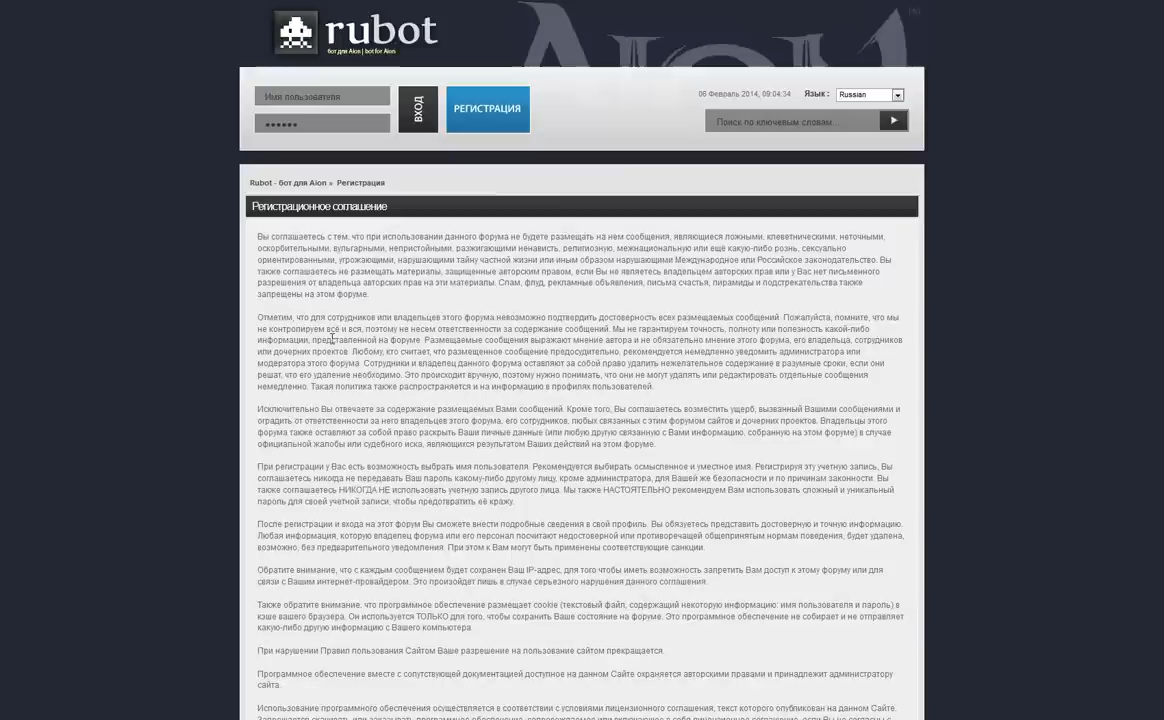 rubot
бот для Aion | bot for Aion
AION
Имя пользователя
••••••
ВХОД
РЕГИСТРАЦИЯ
06 Февраль 2014, 09:04:34
Язык :
Russian
Поиск по ключевым словам...
Rubot - бот для Aion » Регистрация
Регистрационное соглашение
Вы соглашаетесь с тем, что при использовании данного форума не будете размещать на нем сообщения, являющиеся ложными, клеветническими, неточными,
оскорбительными, вульгарными, непристойными, разжигающими ненависть, религиозную, межнациональную или ещё какую-либо рознь, сексуально
ориентированными, угрожающими, нарушающими тайну частной жизни или иным образом нарушающими Международное или Российское законодательство. Вы
также соглашаетесь не размещать материалы, защищенные авторским правом, если Вы не являетесь владельцем авторских прав или у Вас нет письменного
разрешения от владельца авторских прав на эти материалы. Спам, флуд, рекламные объявления, письма счастья, пирамиды и подстрекательства также
запрещены на этом форуме.
Отметим, что для сотрудников или владельцев этого форума невозможно подтвердить достоверность всех размещаемых сообщений. Пожалуйста, помните, что мы
не контролируем всё и вся, поэтому не несем ответственности за содержание сообщений. Мы не гарантируем точность, полноту или полезность какой-либо
информации, представленной на форуме. Размещаемые сообщения выражают мнение автора и не обязательно мнение этого форума, его владельца, сотрудников
или дочерних проектов. Любому, кто считает, что размещенное сообщение предосудительно, рекомендуется немедленно уведомить администратора или
модератора этого форума. Сотрудники и владелец данного форума оставляют за собой право удалить нежелательное содержание в разумные сроки, если они
решат, что его удаление необходимо. Это происходит вручную, поэтому нужно понимать, что они не могут удалять или редактировать отдельные сообщения
немедленно. Такая политика также распространяется и на информацию в профилях пользователей.
Исключительно Вы отвечаете за содержание размещаемых Вами сообщений. Кроме того, Вы соглашаетесь возместить ущерб, вызванный Вашими сообщениями и
оградить от ответственности за него владельцев этого форума, его сотрудников, любых связанных с этим форумом сайтов и дочерних проектов. Владельцы этого
форума также оставляют за собой право раскрыть Ваши личные данные (или любую другую связанную с Вами информацию, собранную на этом форуме) в случае
официальной жалобы или судебного иска, являющихся результатом Ваших действий на этом форуме.
При регистрации у Вас есть возможность выбрать имя пользователя. Рекомендуется выбирать осмысленное и уместное имя. Регистрируя эту учетную запись, Вы
соглашаетесь никогда не передавать Ваш пароль какому-либо другому лицу, кроме администратора, для Вашей же безопасности и по причинам законности. Вы
также соглашаетесь НИКОГДА НЕ использовать учетную запись другого лица. Мы также НАСТОЯТЕЛЬНО рекомендуем Вам использовать сложный и уникальный
пароль для своей учетной записи, чтобы предотвратить её кражу.
После регистрации и входа на этот форум Вы сможете внести подробные сведения в свой профиль. Вы обязуетесь представить достоверную и точную информацию.
Любая информация, которую владелец форума или его персонал посчитают недостоверной или противоречащей общепринятым нормам поведения, будет удалена,
возможно, без предварительного уведомления. При этом к Вам могут быть применены соответствующие санкции.
Обратите внимание, что с каждым сообщением будет сохранен Ваш IP-адрес, для того чтобы иметь возможность запретить Вам доступ к этому форуму или для
связи с Вашим интернет-провайдером. Это произойдет лишь в случае серьезного нарушения данного соглашения.
Также обратите внимание, что программное обеспечение размещает cookie (текстовый файл, содержащий некоторую информацию: имя пользователя и пароль) в
кэше вашего браузера. Он используется ТОЛЬКО для того, чтобы сохранить Ваше состояние на форуме. Это программное обеспечение не собирает и не отправляет
какую-либо другую информацию с Вашего компьютера.
При нарушении Правил пользования Сайтом Ваше разрешение на пользование сайтом прекращается.
Программное обеспечение вместе с сопутствующей документацией доступное на данном Сайте охраняется авторскими правами и принадлежит администратору
сайта.
Использование программного обеспечения осуществляется в соответствии с условиями лицензионного соглашения, текст которого опубликован на данном Сайте.